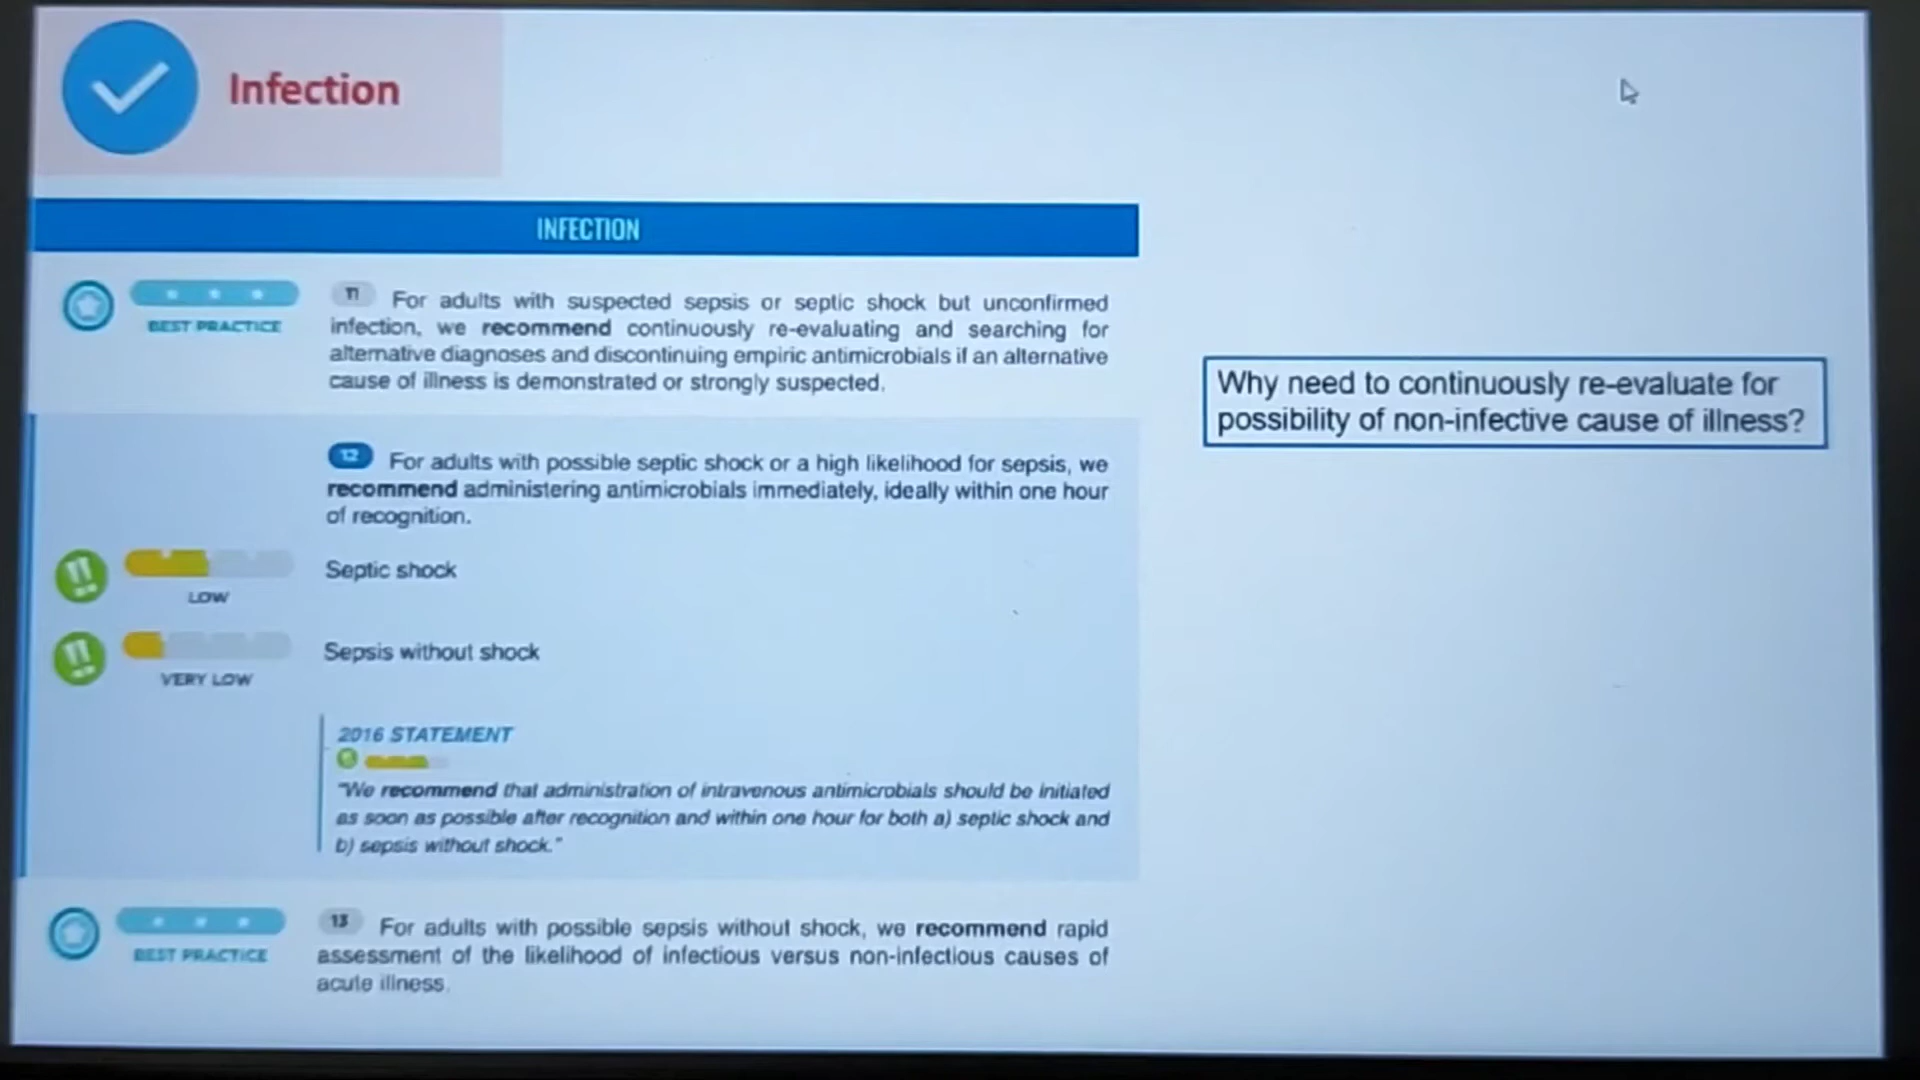 Infection
INFECTION
BEST PRACTICE
11 For adults with suspected sepsis or septic shock but unconfirmed
infection, we recommend continuously re-evaluating and searching for
alternative diagnoses and discontinuing empiric antimicrobials if an alternative
cause of illness is demonstrated or strongly suspected.
Why need to continuously re-evaluate for
possibility of non-infective cause of illness?
12 For adults with possible septic shock or a high likelihood for sepsis, we
recommend administering antimicrobials immediately, ideally within one hour
of recognition.
LOW
Septic shock
VERY LOW
Sepsis without shock
2016 STATEMENT
"We recommend that administration of intravenous antimicrobials should be initiated
as soon as possible after recognition and within one hour for both a) septic shock and
b) sepsis without shock."
BEST PRACTICE
13 For adults with possible sepsis without shock, we recommend rapid
assessment of the likelihood of infectious versus non-infectious causes of
acute illness.